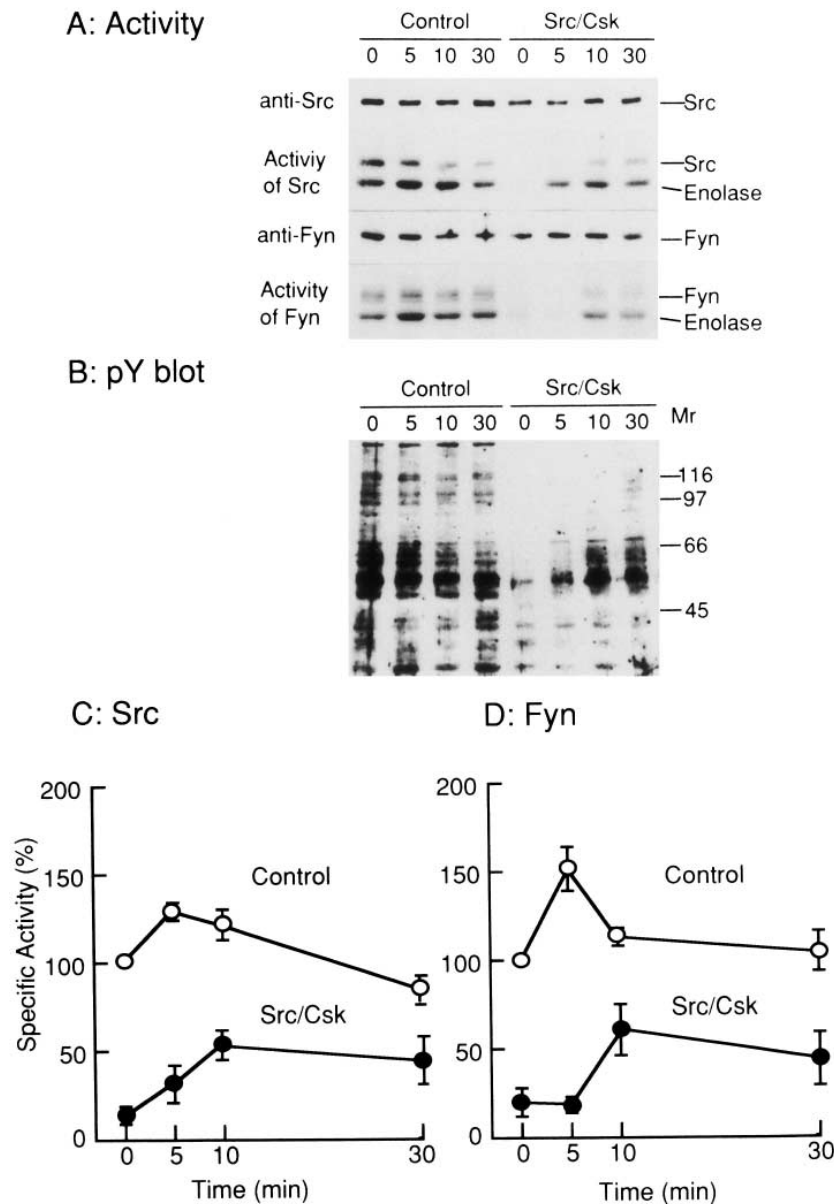 A: Activity
Control Src/Csk
0 5 10 30 0 5 10 30
anti-Src Src
Activiy Src
of Src Enolase
anti-Fyn Fyn
Activity Fyn
of Fyn Enolase
B: pY blot
Control Src/Csk
0 5 10 30 0 5 10 30 Mr
116
97
66
45
C: Src D: Fyn
200 200
150 150
Control Control
100 100
Specific Activity (%)
Src/Csk Src/Csk
50 50
0 0
0 5 10 30 0 5 10 30
Time (min) Time (min)